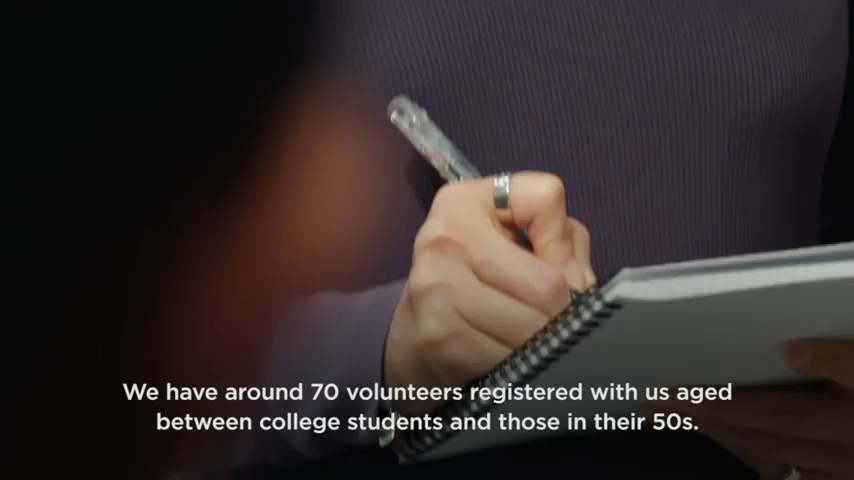 We have around 70 volunteers registered with us aged
between college students and those in their 50s.